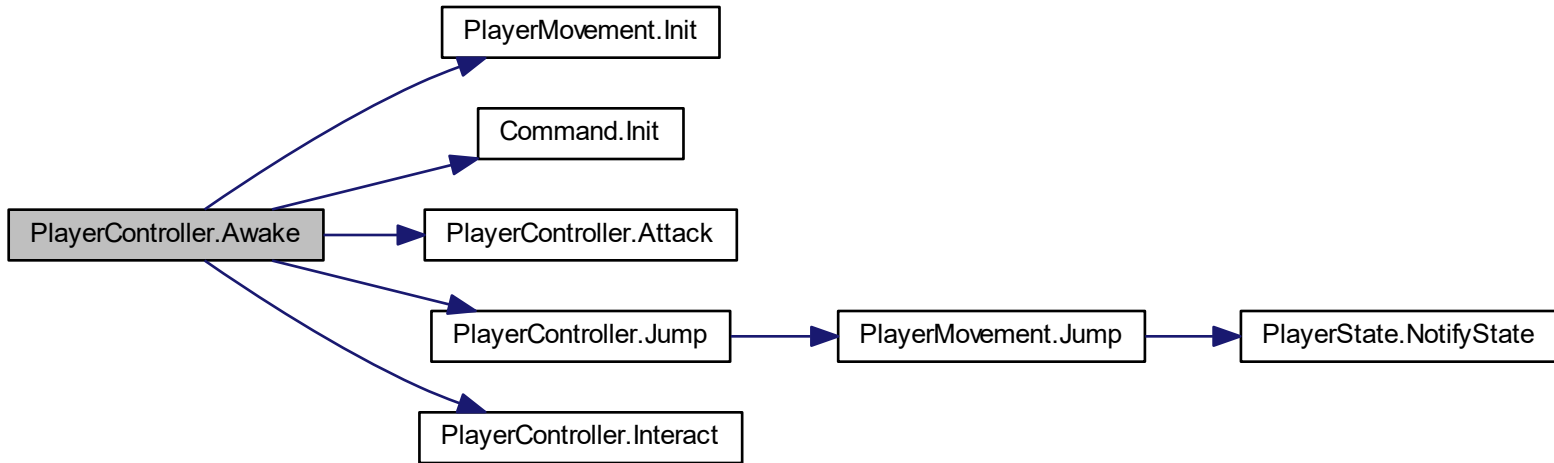 PlayerMovement.Init
Command.Init
PlayerController.Awake
PlayerController.Attack
PlayerController.Jump
PlayerMovement.Jump
PlayerState.NotifyState
PlayerController.Interact